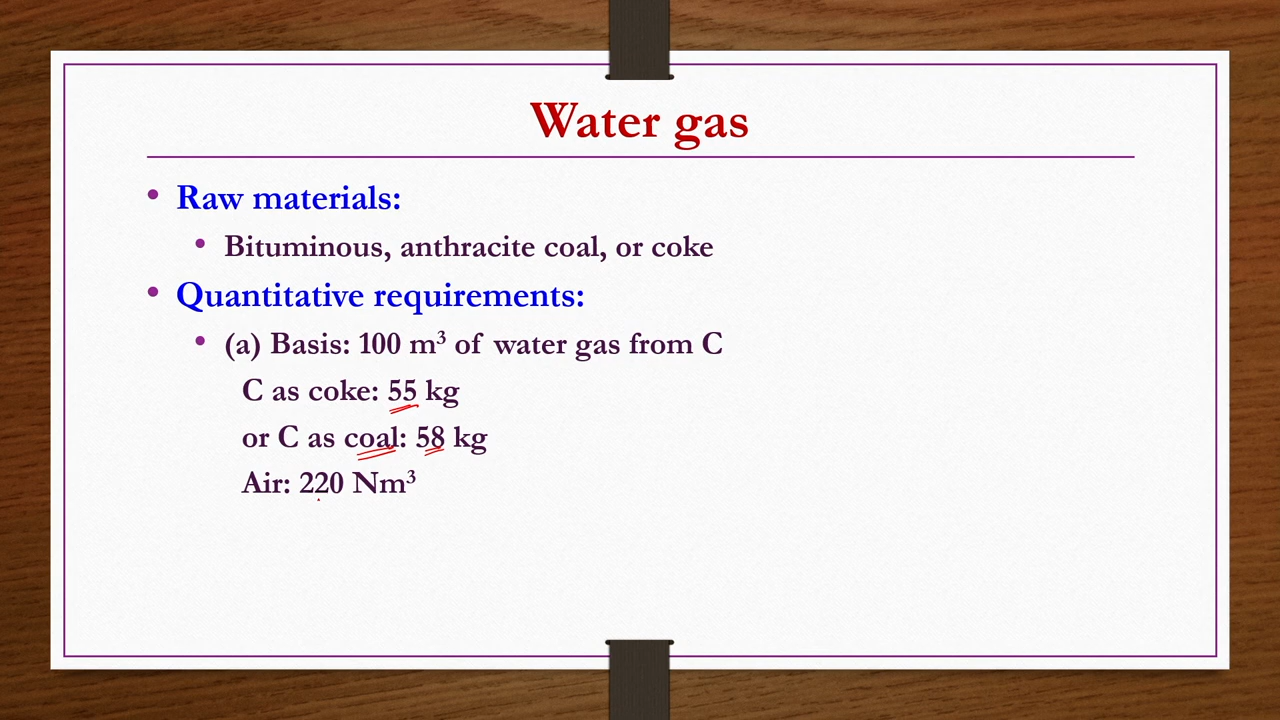 Water gas
• Raw materials:
• Bituminous, anthracite coal, or coke
• Quantitative requirements:
• (a) Basis: 100 m³ of water gas from C
C as coke: 55 kg
or C as coal: 58 kg
Air: 220 Nm³